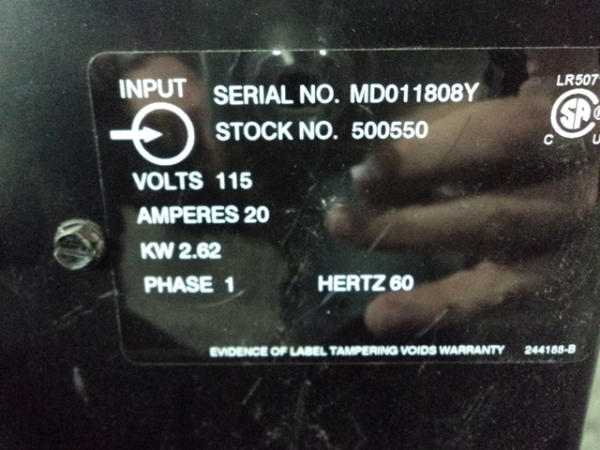 INPUT
SERIAL NO. MD011808Y
STOCK NO. 500550
VOLTS 115
AMPERES 20
KW 2.62
PHASE 1 HERTZ 60
LR507
SA ®
C U
EVIDENCE OF LABEL TAMPERING VOIDS WARRANTY 244188-B